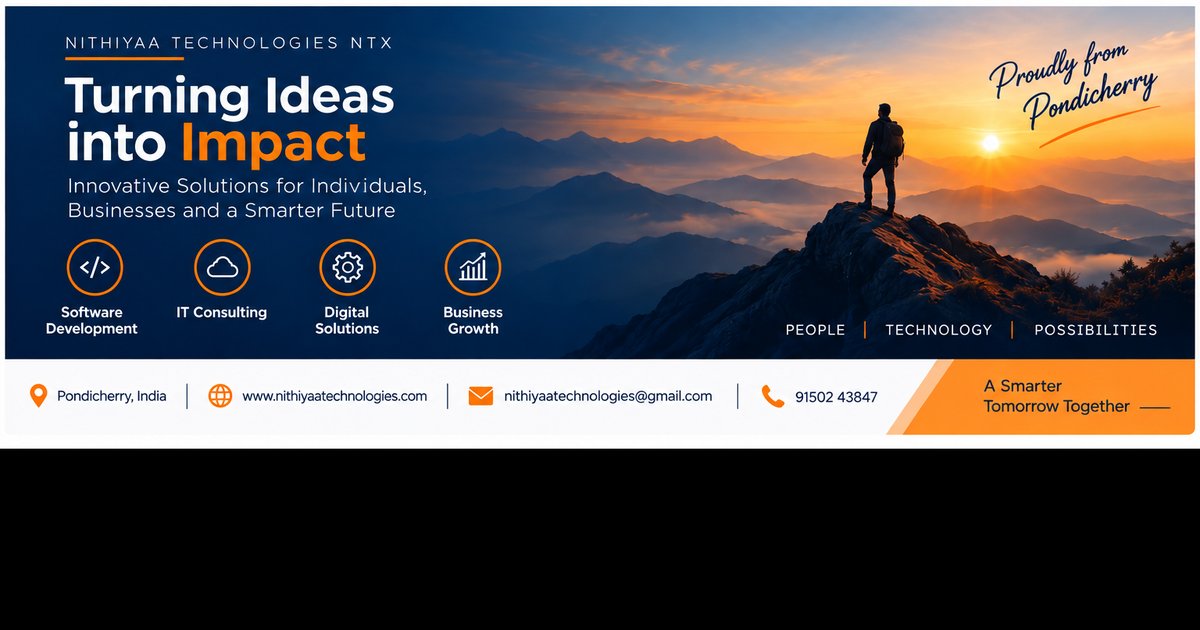 NITHIYAA TECHNOLOGIES NTX
Turning Ideas
into Impact
Innovative Solutions for Individuals,
Businesses and a Smarter Future
Software
Development
IT Consulting
Digital
Solutions
Business
Growth
Proudly from
Pondicherry
PEOPLE | TECHNOLOGY | POSSIBILITIES
Pondicherry, India
www.nithiyaatechnologies.com
nithiyaatechnologies@gmail.com
91502 43847
A Smarter
Tomorrow Together